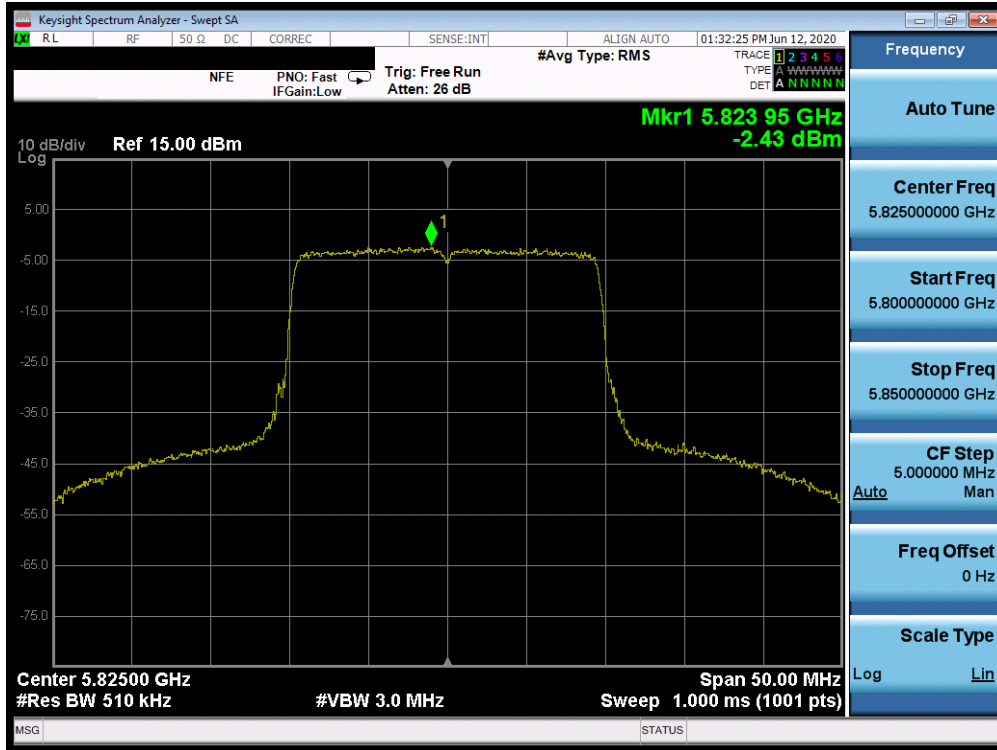 Keysight Spectrum Analyzer - Swept SA
LXI RL RF 50 Ω DC CORREC SENSE:INT ALIGN AUTO 01:32:25 PM Jun 12, 2020
#Avg Type: RMS TRACE 1 2 3 4 5 6
NFE PNO: Fast Trig: Free Run TYPE A WWWWW
IFGain:Low Atten: 26 dB DET A N N N N N
Mkr1 5.823 95 GHz
-2.43 dBm
10 dB/div Ref 15.00 dBm
Log
5.00
1
-5.00
-15.0
-25.0
-35.0
-45.0
-55.0
-65.0
-75.0
Center 5.82500 GHz Span 50.00 MHz
#Res BW 510 kHz #VBW 3.0 MHz Sweep 1.000 ms (1001 pts)
MSG STATUS
Frequency
Auto Tune
Center Freq
5.825000000 GHz
Start Freq
5.800000000 GHz
Stop Freq
5.850000000 GHz
CF Step
5.000000 MHz
Auto Man
Freq Offset
0 Hz
Scale Type
Log Lin